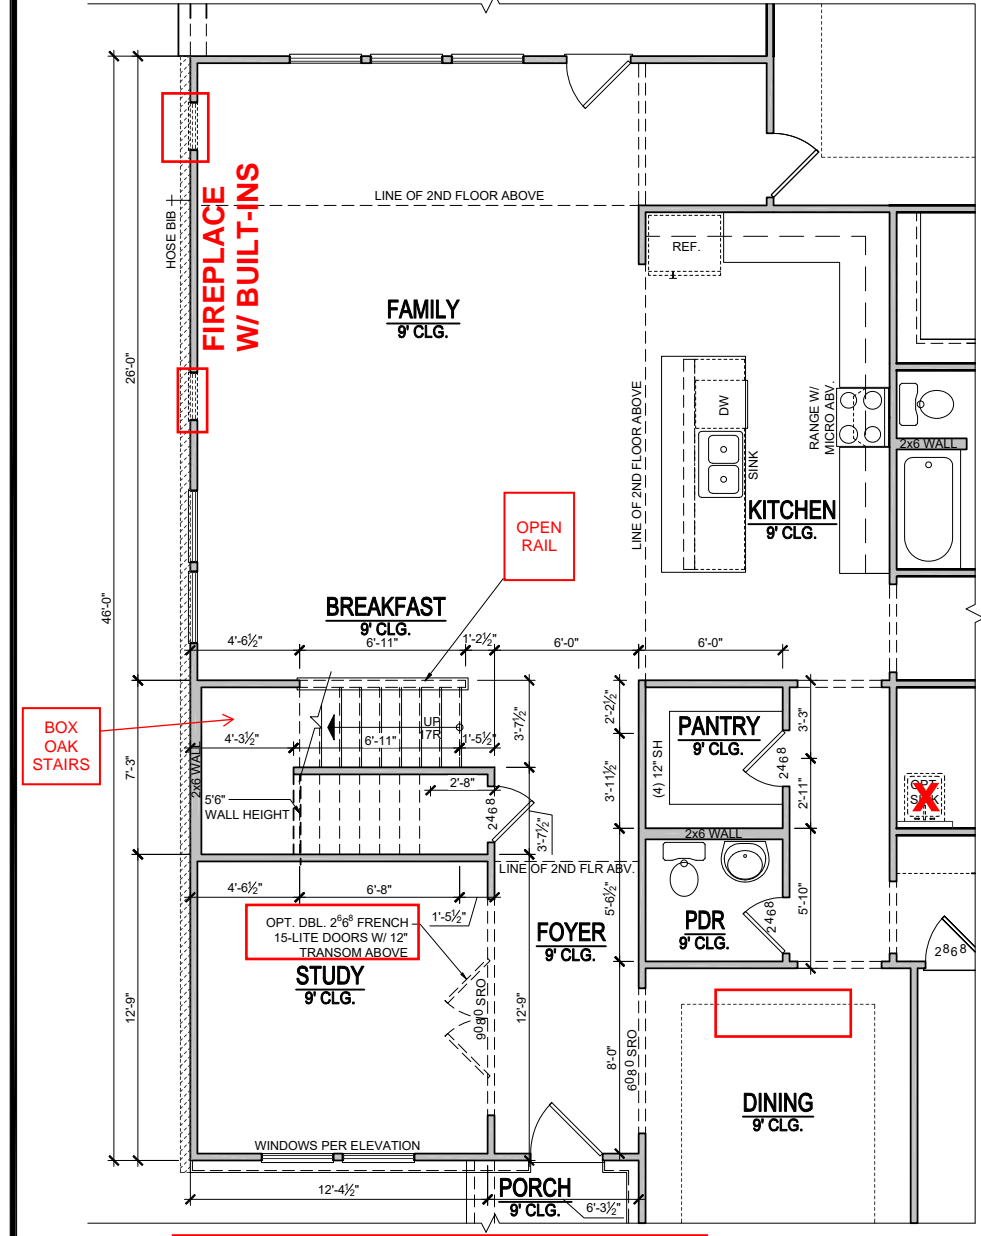 LINE OF 2ND FLOOR ABOVE
HOSE BIB
FIREPLACE
W/ BUILT-INS
REF.
FAMILY
9' CLG.
26'-0"
46'-0"
LINE OF 2ND FLOOR ABOVE
DW
SINK
RANGE W/
MICRO ABV.
2x6 WALL
KITCHEN
9' CLG.
OPEN
RAIL
BREAKFAST
9' CLG.
4'-6½"
6'-11"
1'-2½"
6'-0"
6'-0"
BOX
OAK
STAIRS
7'-3"
2x6 WALL
4'-3½"
6'-11"
UP
17R
1'-5½"
3'-7½"
2'-2½"
3'-11½"
(4) 12" SH
PANTRY
9' CLG.
2468
3'-3"
2'-11"
OPT.
SINK
X
5'6"
WALL HEIGHT
2'-8"
2468
3'-7½"
2x6 WALL
LINE OF 2ND FLR ABV.
4'-6½"
6'-8"
1'-5½"
5'-6½"
5'-10"
OPT. DBL. 2⁶6⁸ FRENCH
15-LITE DOORS W/ 12"
TRANSOM ABOVE
FOYER
9' CLG.
PDR
9' CLG.
2468
2868
STUDY
9' CLG.
9080 SRO
12'-9"
12'-9"
8'-0"
6080 SRO
DINING
9' CLG.
WINDOWS PER ELEVATION
12'-4½"
PORCH
9' CLG.
6'-3½"